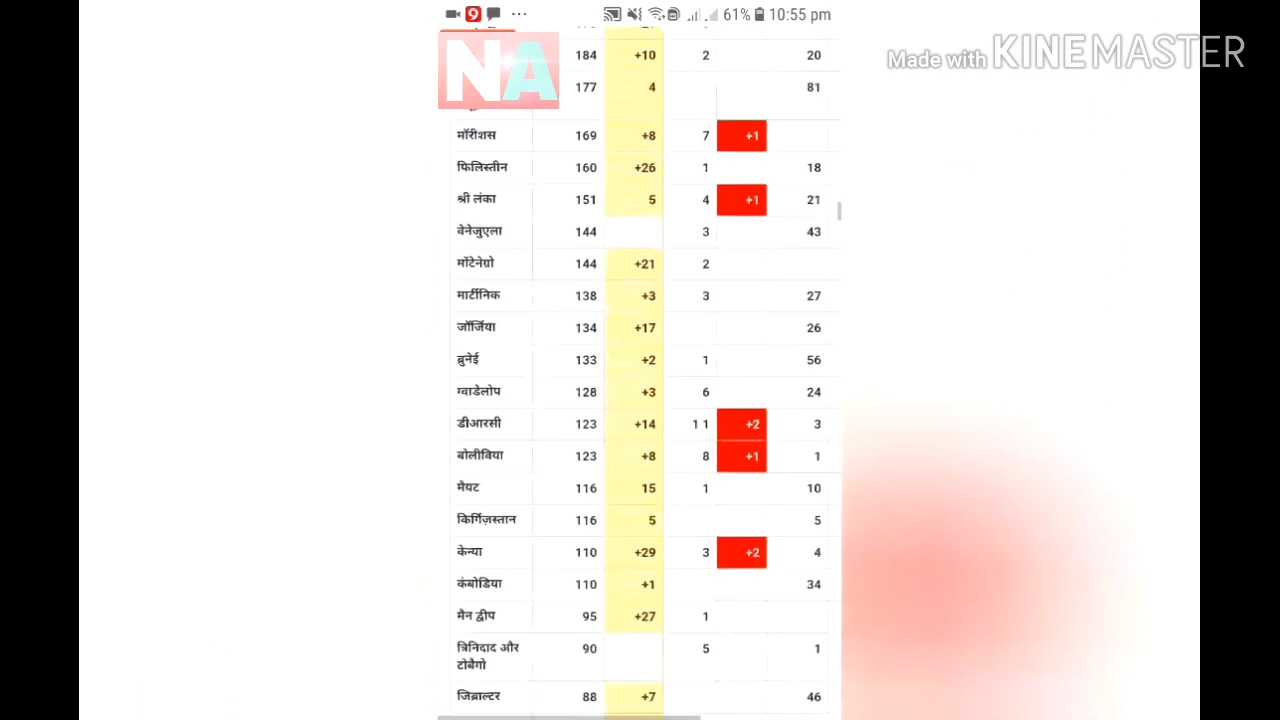 9 ... 61% 10:55 pm
Made with KINEMASTER
NA
184 +10 2 20
177 4 81
मॉरीशस 169 +8 7 +1
फिलिस्तीन 160 +26 1 18
श्री लंका 151 5 4 +1 21
वेनेजुएला 144 3 43
मोंटेनेग्रो 144 +21 2
मार्टीनिक 138 +3 3 27
जॉर्जिया 134 +17 26
ब्रुनेई 133 +2 1 56
ग्वाडेलोप 128 +3 6 24
डीआरसी 123 +14 1 1 +2 3
बोलीविया 123 +8 8 +1 1
मैयट 116 15 1 10
किर्गिज़स्तान 116 5 5
केन्या 110 +29 3 +2 4
कंबोडिया 110 +1 34
मैन द्वीप 95 +27 1
त्रिनिदाद और 90 5 1
टोबैगो
जिब्राल्टर 88 +7 46